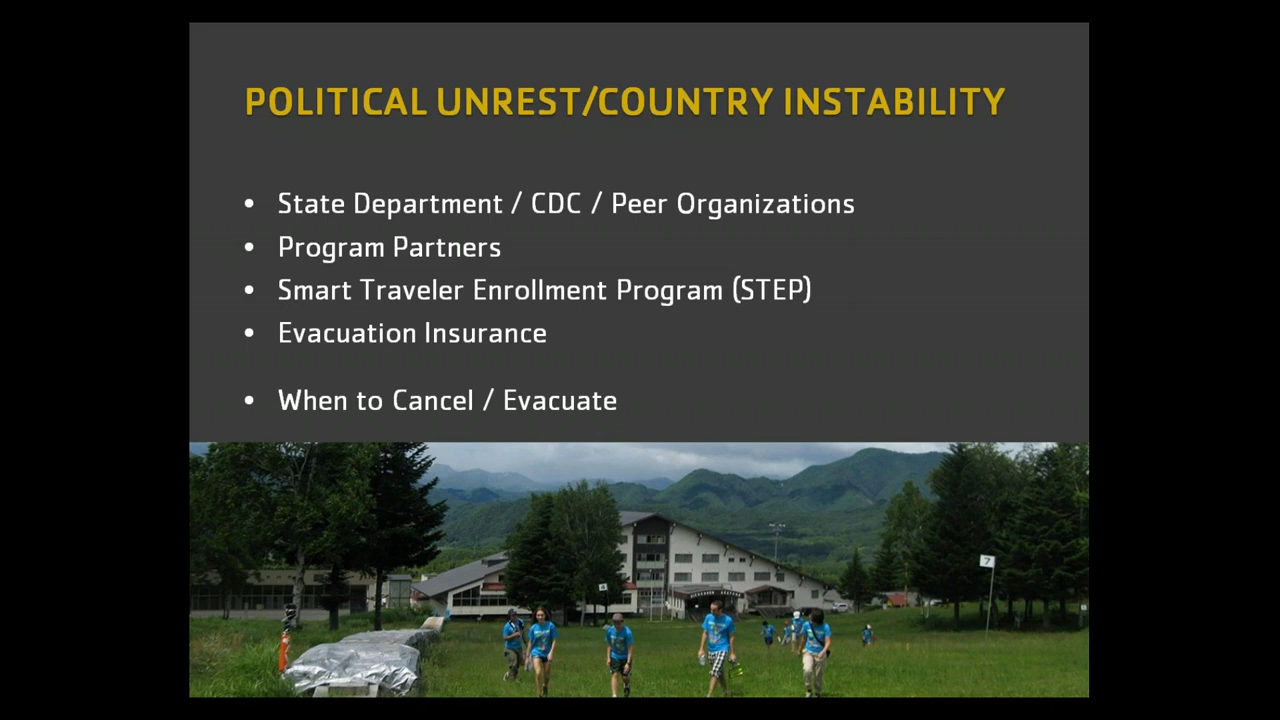 POLITICAL UNREST/COUNTRY INSTABILITY
• State Department / CDC / Peer Organizations
• Program Partners
• Smart Traveler Enrollment Program (STEP)
• Evacuation Insurance
• When to Cancel / Evacuate
7